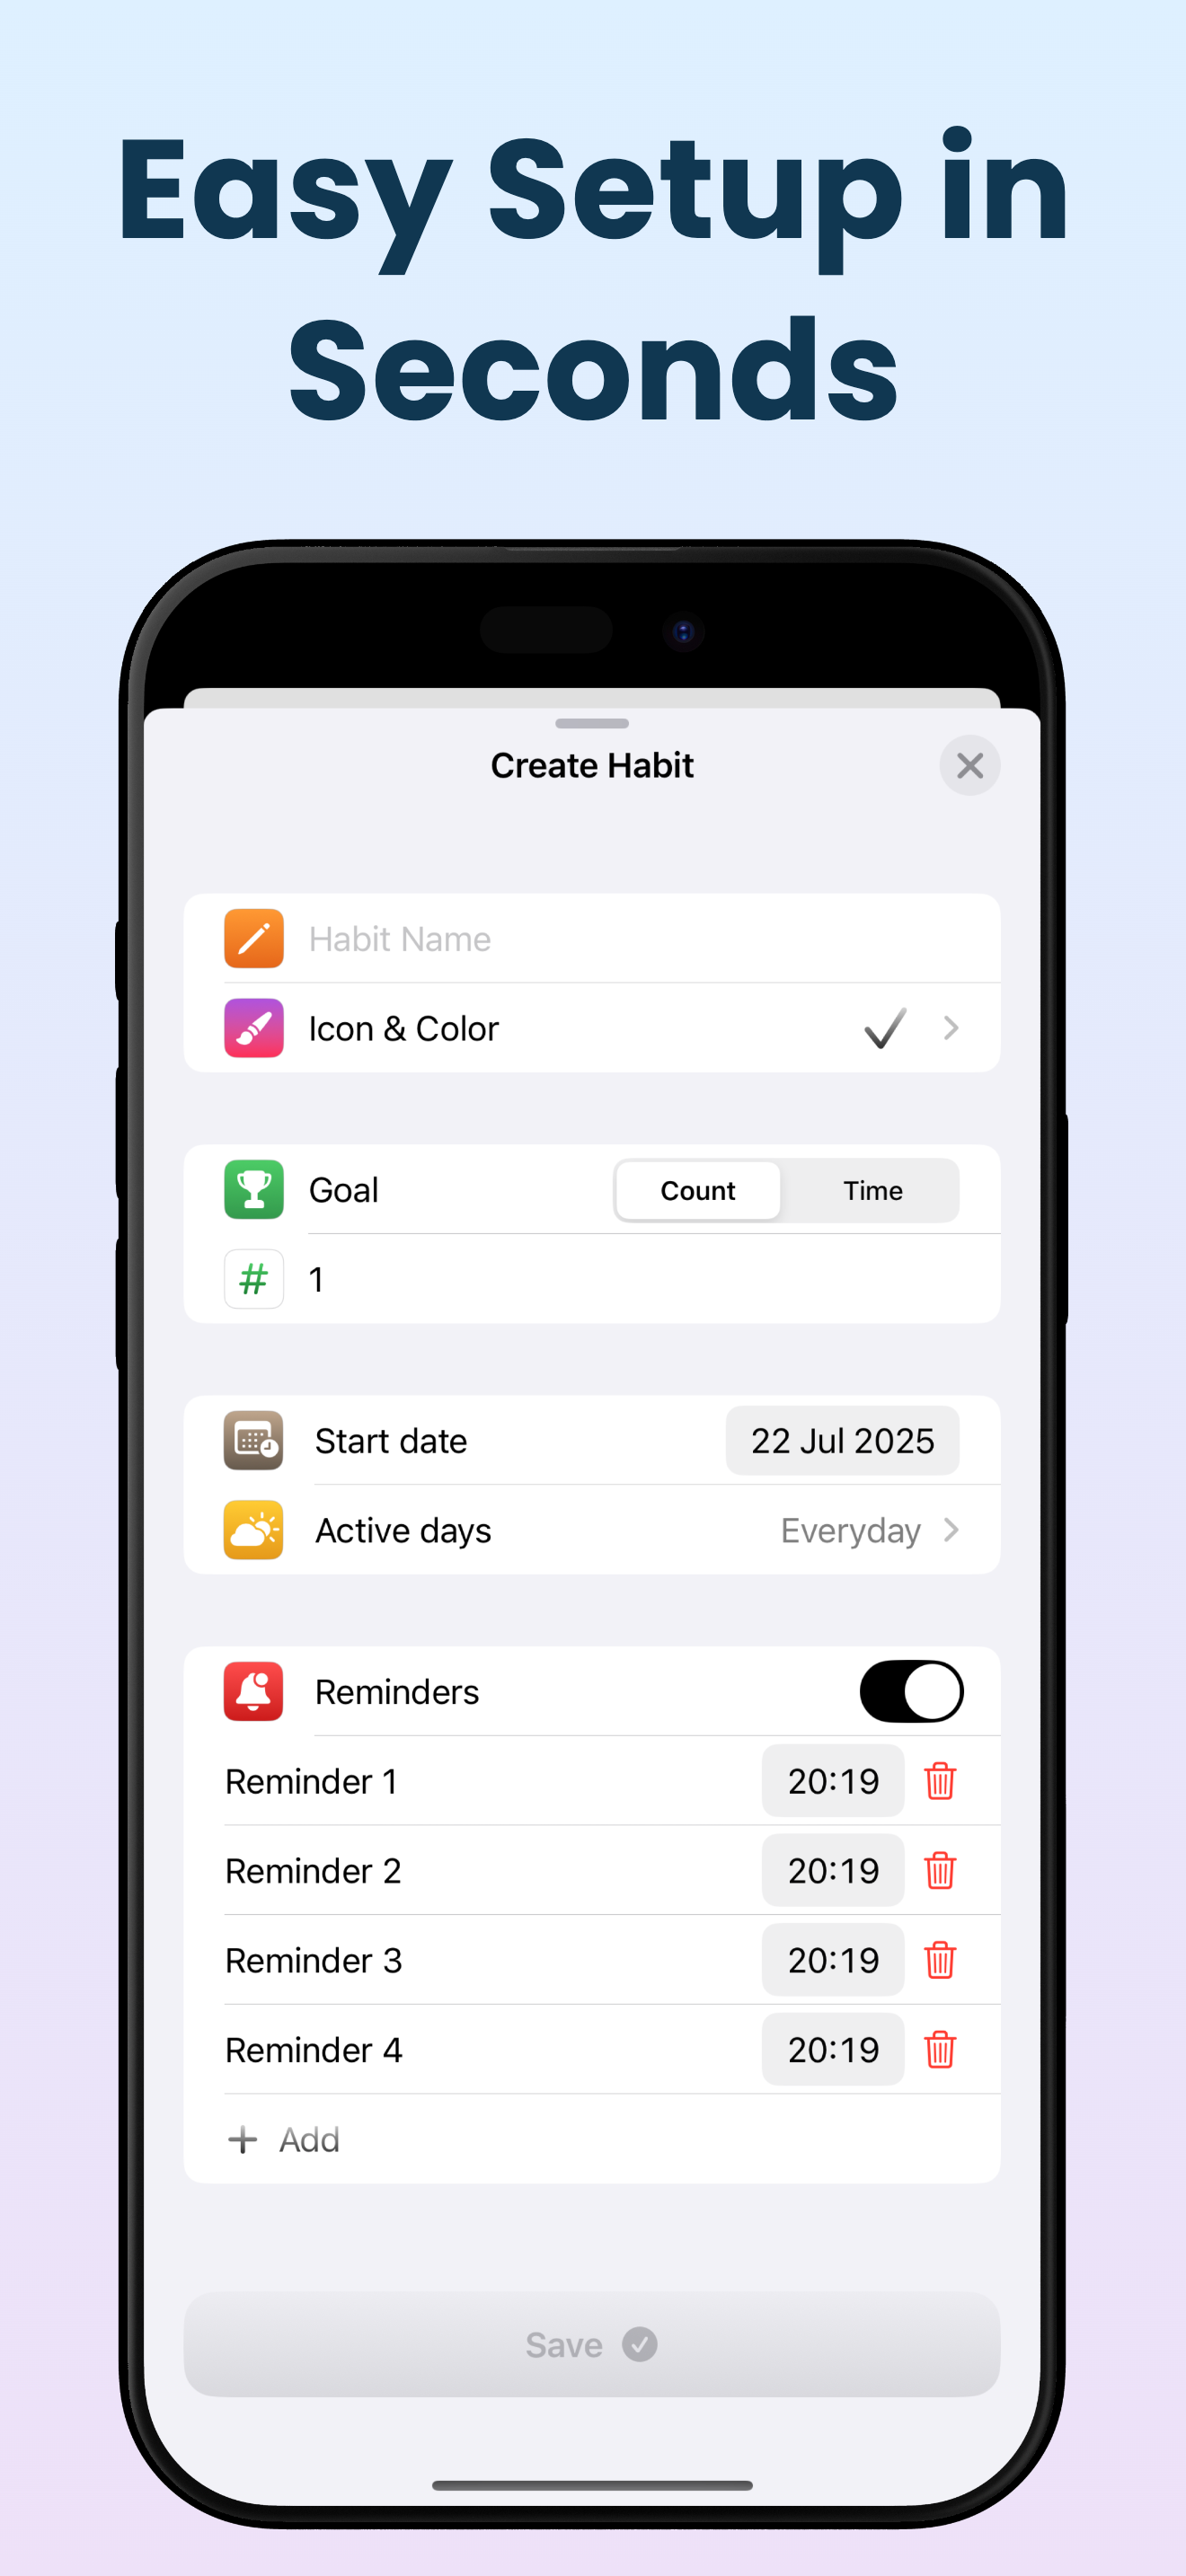 Easy Setup in
Seconds
Create Habit
Habit Name
Icon & Color
Goal Count Time
# 1
Start date 22 Jul 2025
Active days Everyday
Reminders
Reminder 1 20:19
Reminder 2 20:19
Reminder 3 20:19
Reminder 4 20:19
+ Add
Save